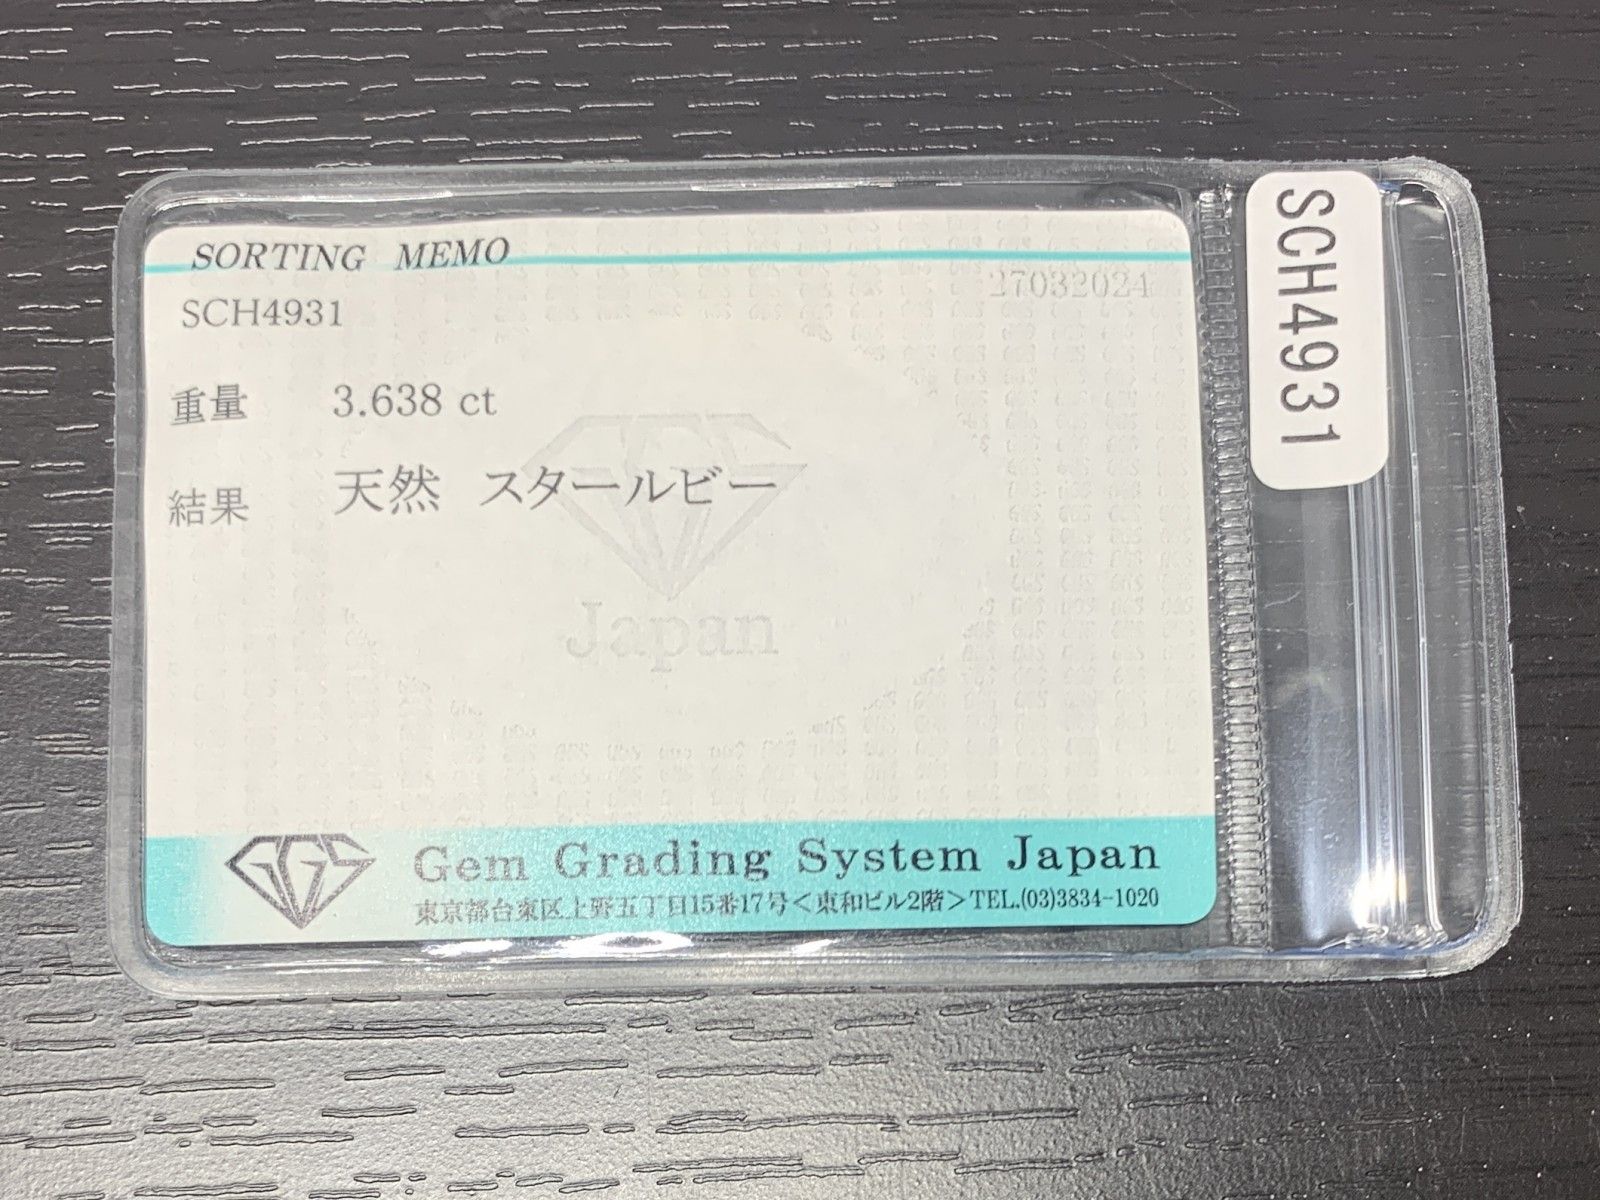 SORTING MEMO
27032024
SCH4931
重量 3.638 ct
結果 天然 スタールビー
GGS
Japan
GGS
Gem Grading System Japan
東京都台東区上野五丁目15番17号<東和ビル2階>TEL.(03)3834-1020
SCH4931